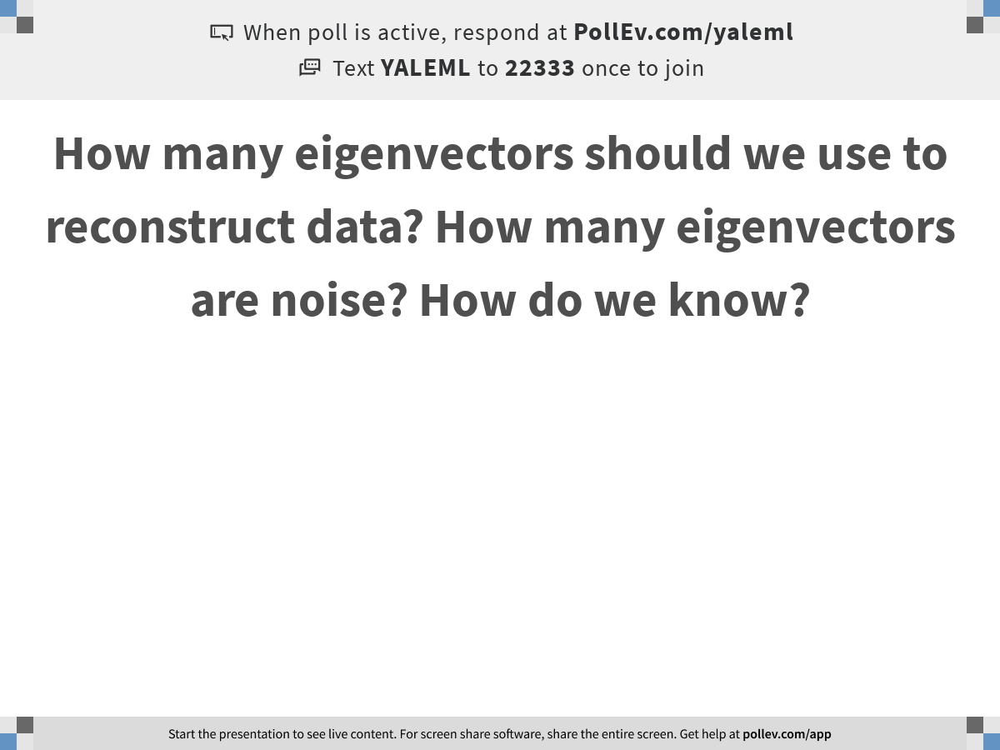 When poll is active, respond at PollEv.com/yaleml
Text YALEML to 22333 once to join
How many eigenvectors should we use to
reconstruct data? How many eigenvectors
are noise? How do we know?
Start the presentation to see live content. For screen share software, share the entire screen. Get help at pollev.com/app